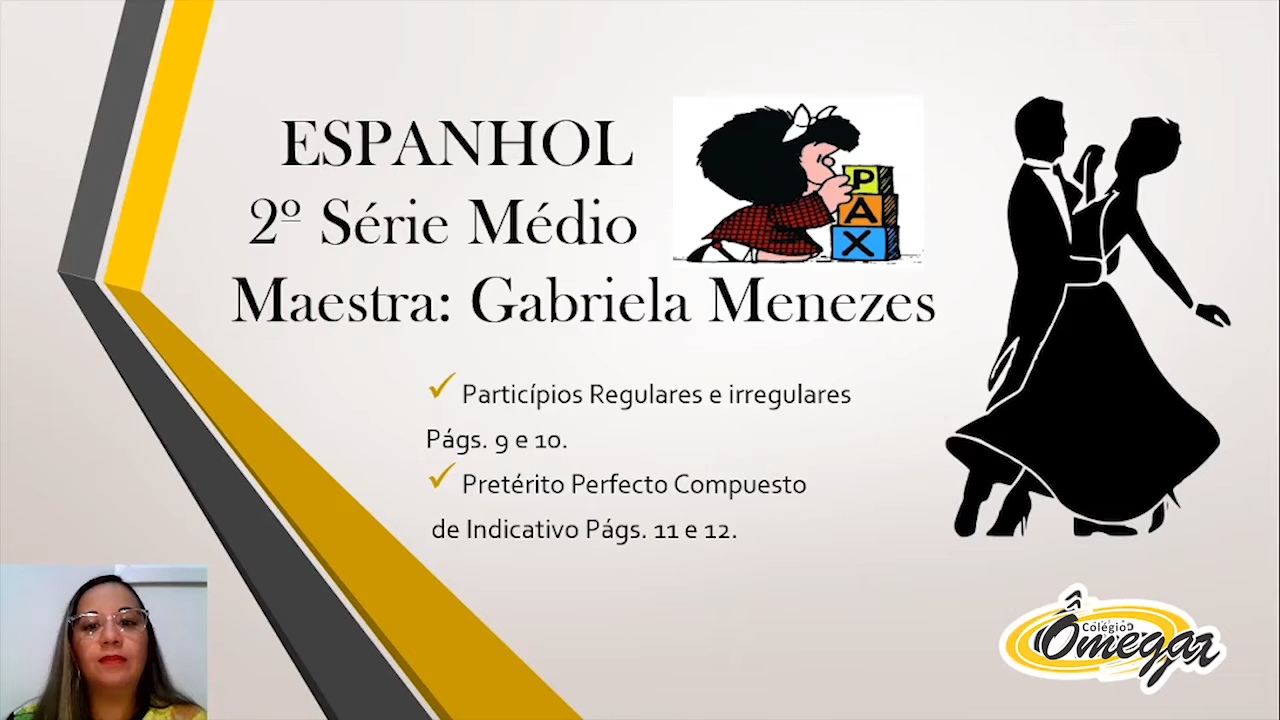 ESPANHOL
2º Série Médio
Maestra: Gabriela Menezes
P
A
X
Particípios Regulares e irregulares
Págs. 9 e 10.
Pretérito Perfecto Compuesto
de Indicativo Págs. 11 e 12.
Colégio
Ômegar